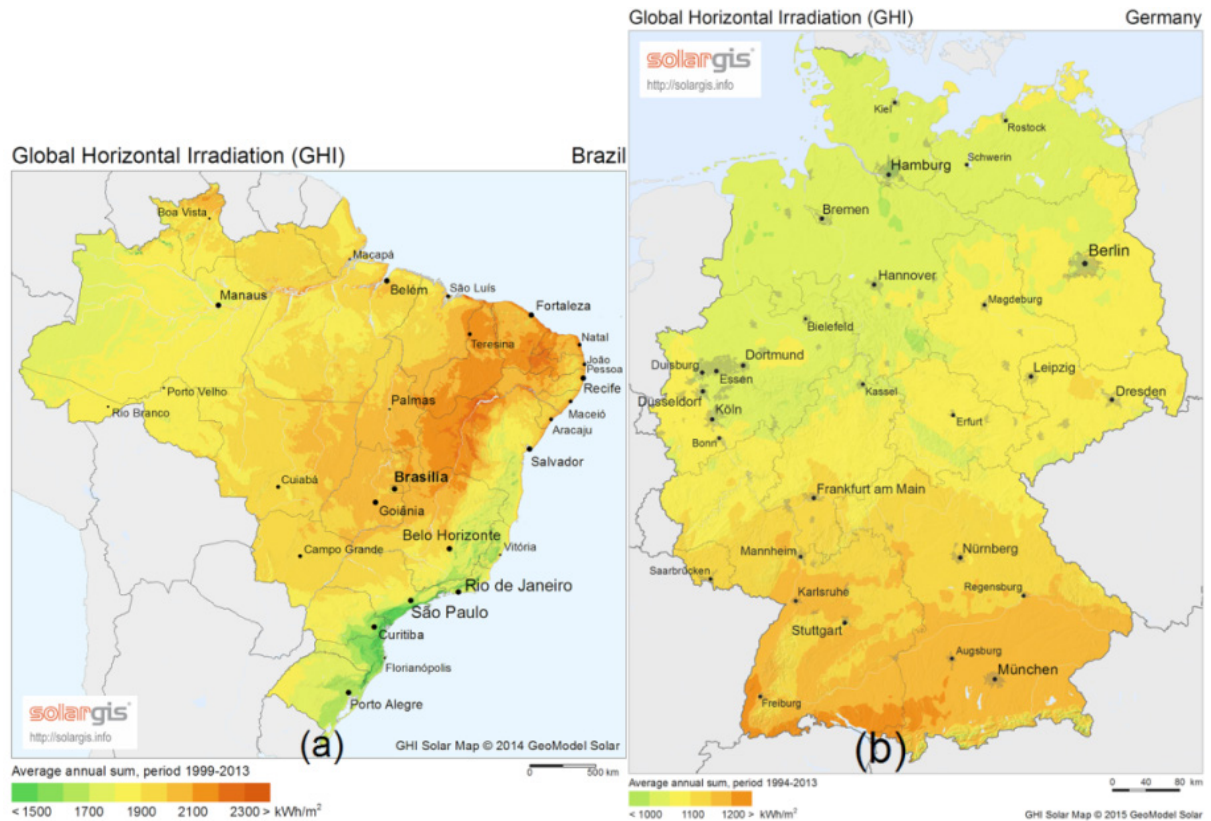 Global Horizontal Irradiation (GHI) Brazil
Boa Vista
Macapá
Manaus
Belém
São Luís
Fortaleza
Teresina
Natal
João
Pessoa
Recife
Porto Velho
Palmas
Maceió
Rio Branco
Aracaju
Salvador
Brasília
Cuiabá
Goiânia
Belo Horizonte
Campo Grande
Vitória
Rio de Janeiro
São Paulo
Curitiba
Florianópolis
Porto Alegre
solargis
http://solargis.info
(a)
GHI Solar Map © 2014 GeoModel Solar
Average annual sum, period 1999-2013
0 500 km
< 1500 1700 1900 2100 2300 > kWh/m²
Global Horizontal Irradiation (GHI) Germany
solargis
http://solargis.info
Kiel
Rostock
Schwerin
Hamburg
Bremen
Berlin
Hannover
Magdeburg
Bielefeld
Dortmund
Duisburg
Essen
Leipzig
Düsseldorf
Kassel
Dresden
Köln
Erfurt
Bonn
Frankfurt am Main
Mannheim
Nürnberg
Saarbrücken
Regensburg
Karlsruhe
Stuttgart
Augsburg
München
Freiburg
(b)
Average annual sum, period 1994-2013
0 40 80 km
< 1000 1100 1200 > kWh/m²
GHI Solar Map © 2015 GeoModel Solar